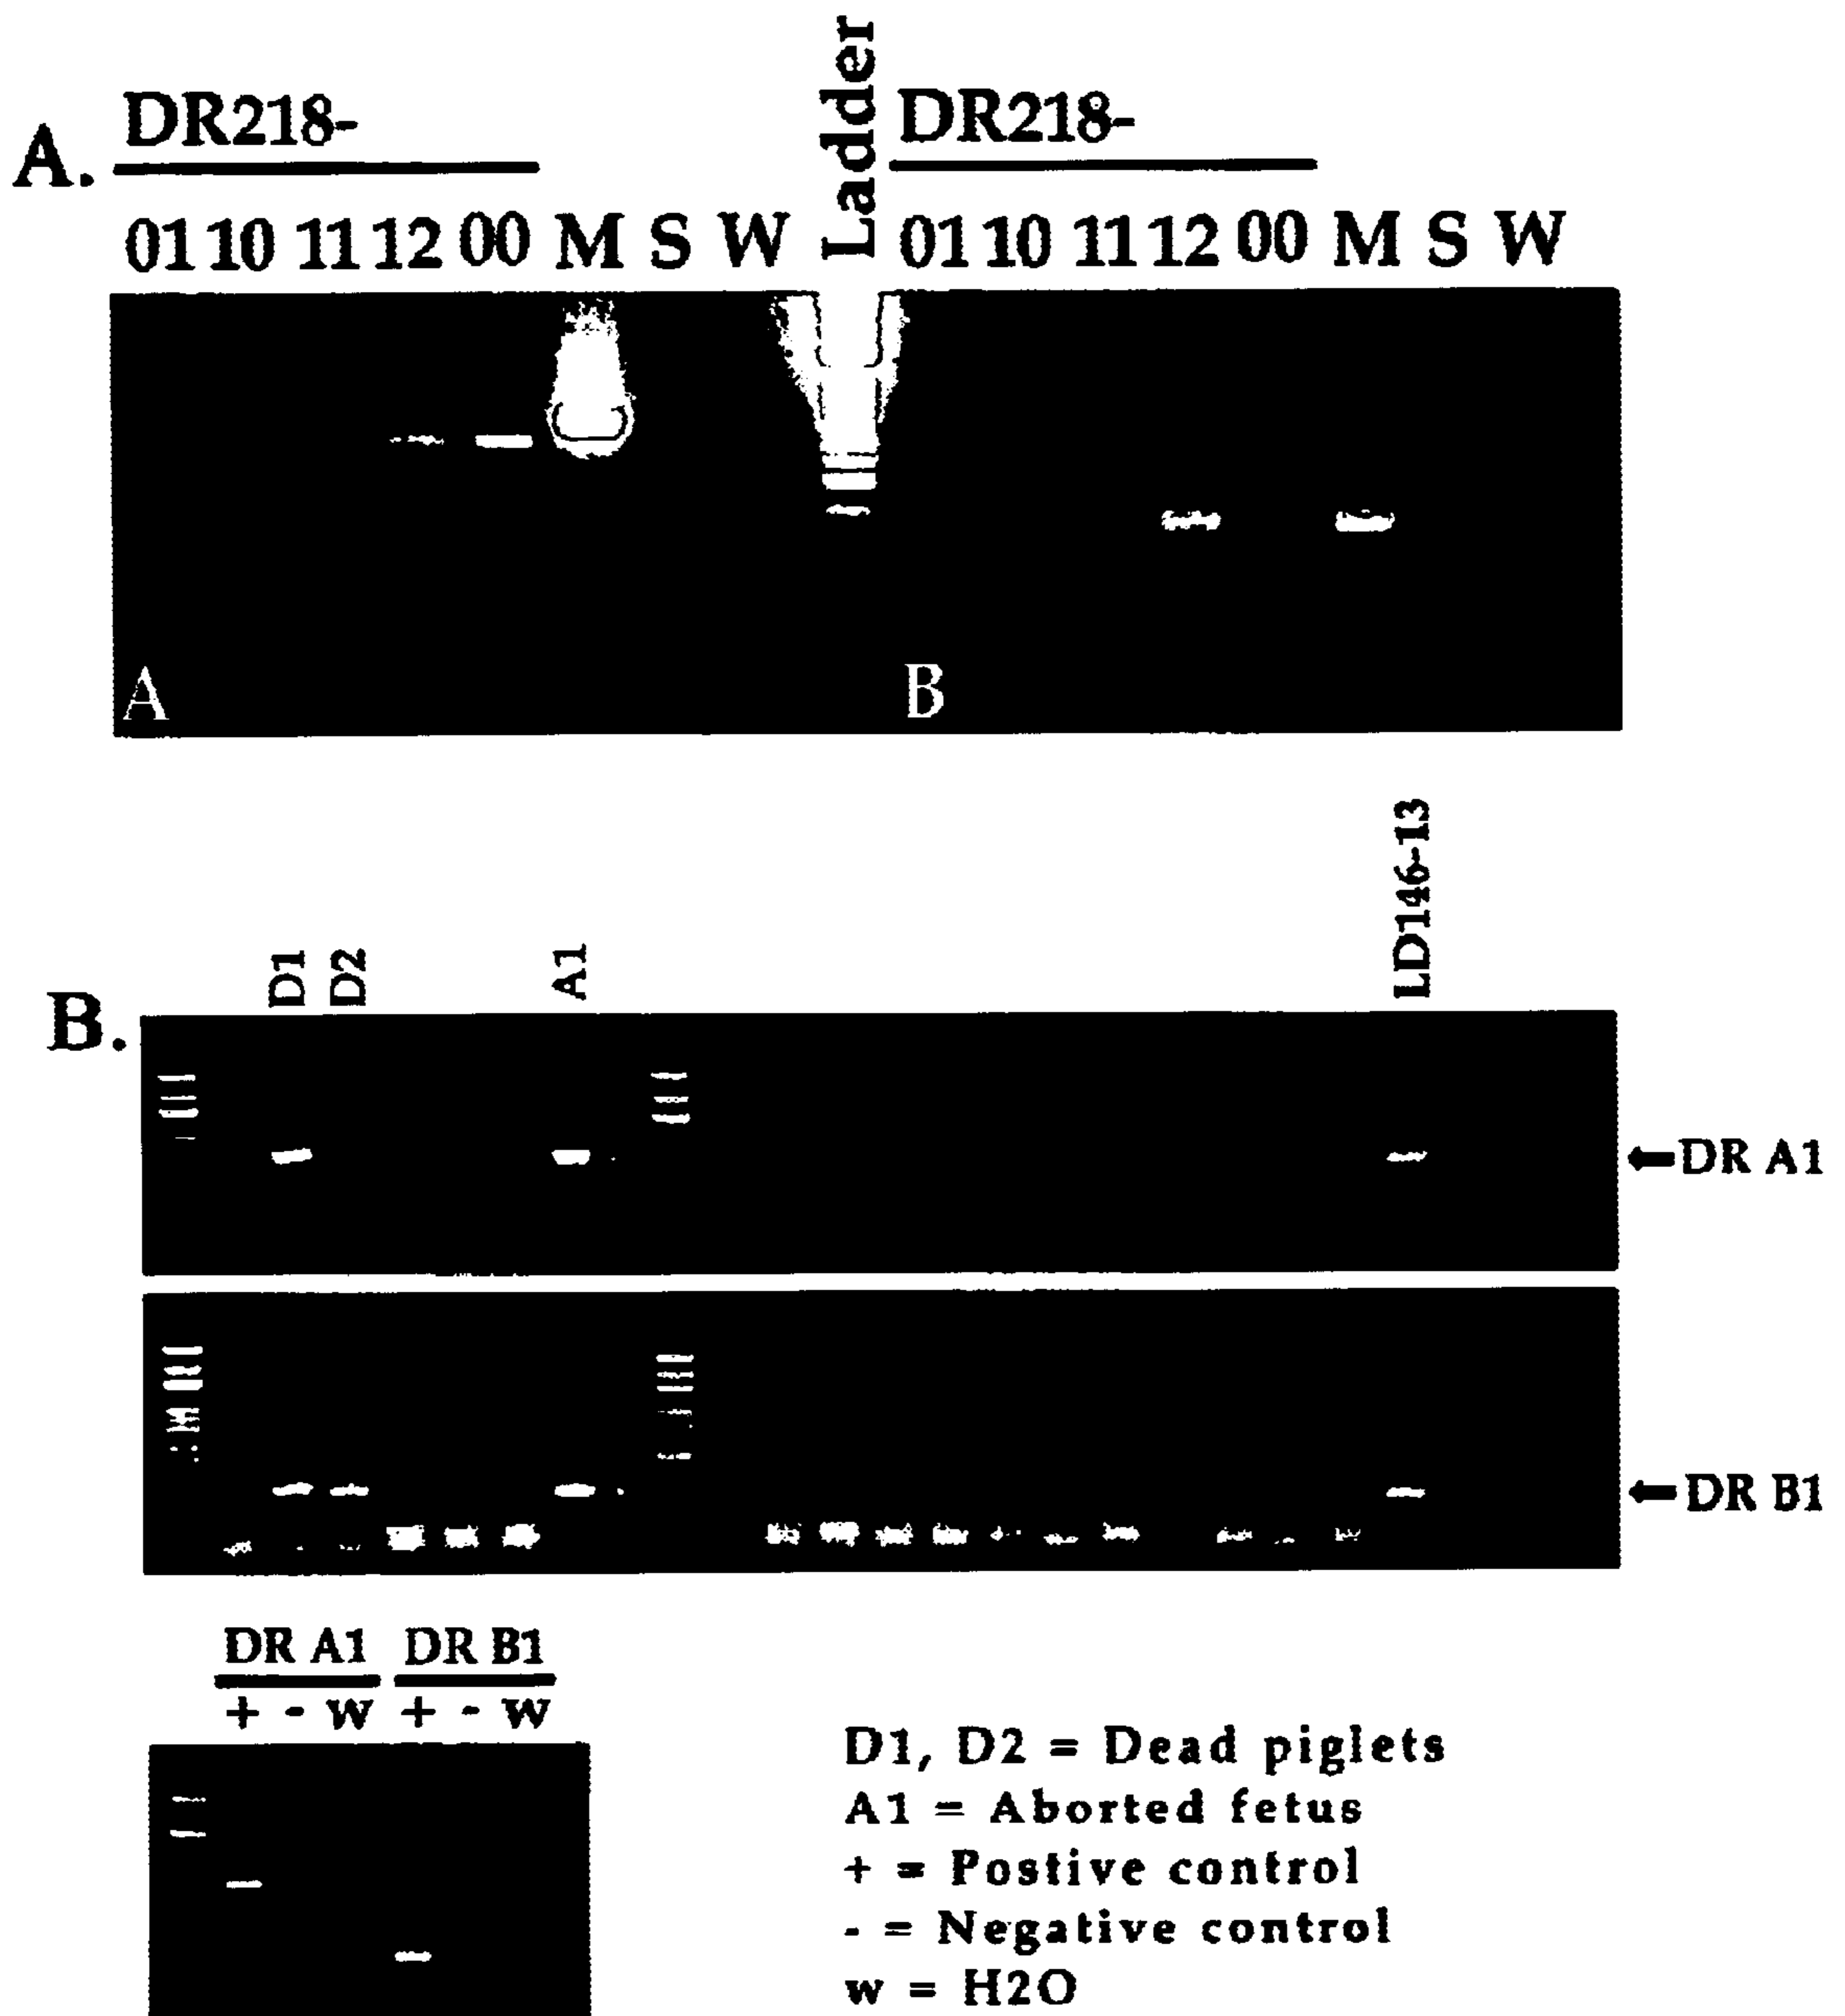 A. DR218- Ladder DR218-
01 10 11 12 00 M S W 01 10 11 12 00 M S W
A B
LD146-13
D1 D2 A1
B.
←DR A1
←DR B1
DR A1 DR B1
+ - w + - w
D1, D2 = Dead piglets
A1 = Aborted fetus
+ = Postive control
- = Negative control
w = H2O